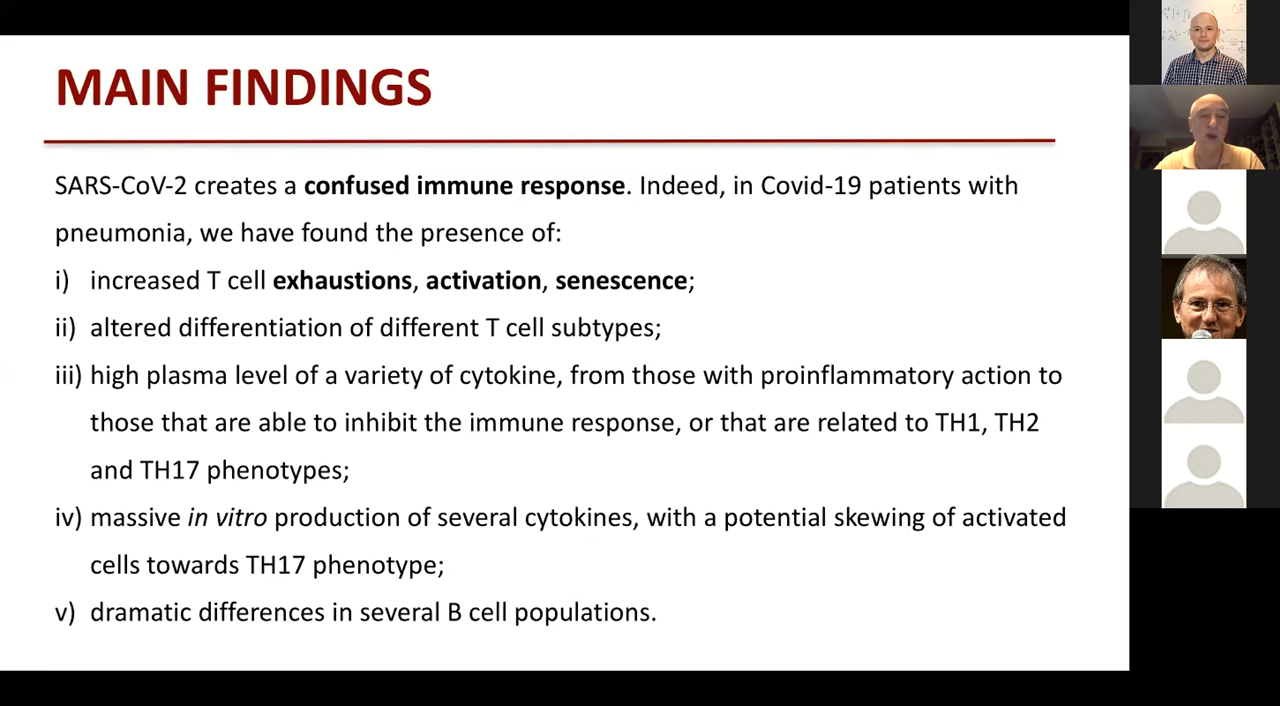 MAIN FINDINGS
SARS-CoV-2 creates a confused immune response. Indeed, in Covid-19 patients with
pneumonia, we have found the presence of:
i) increased T cell exhaustions, activation, senescence;
ii) altered differentiation of different T cell subtypes;
iii) high plasma level of a variety of cytokine, from those with proinflammatory action to
those that are able to inhibit the immune response, or that are related to TH1, TH2
and TH17 phenotypes;
iv) massive in vitro production of several cytokines, with a potential skewing of activated
cells towards TH17 phenotype;
v) dramatic differences in several B cell populations.